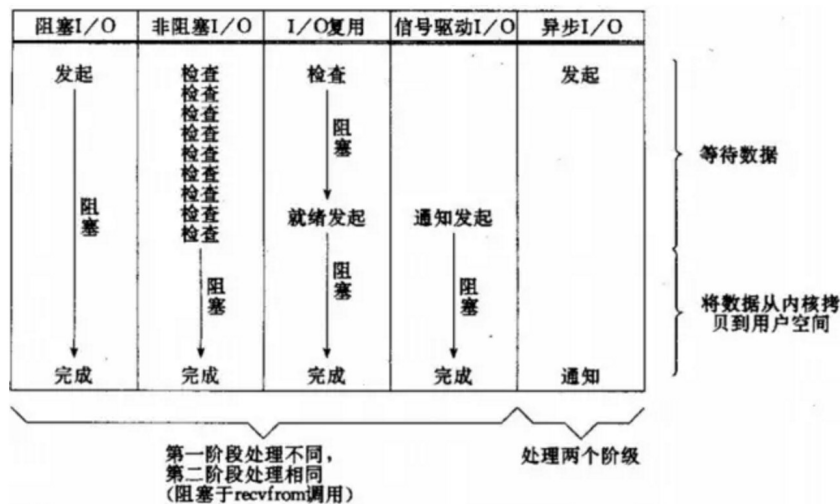 阻塞I/O 非阻塞I/O I/O复用 信号驱动I/O 异步I/O
发起 检查 检查 发起
检查
检查
检查
检查
检查
检查
检查
检查
阻塞
阻塞
就绪发起 通知发起
阻塞
阻塞
阻塞
完成 完成 完成 完成 通知
等待数据
将数据从内核拷
贝到用户空间
第一阶段处理不同，
第二阶段处理相同
(阻塞于recvfrom调用)
处理两个阶级